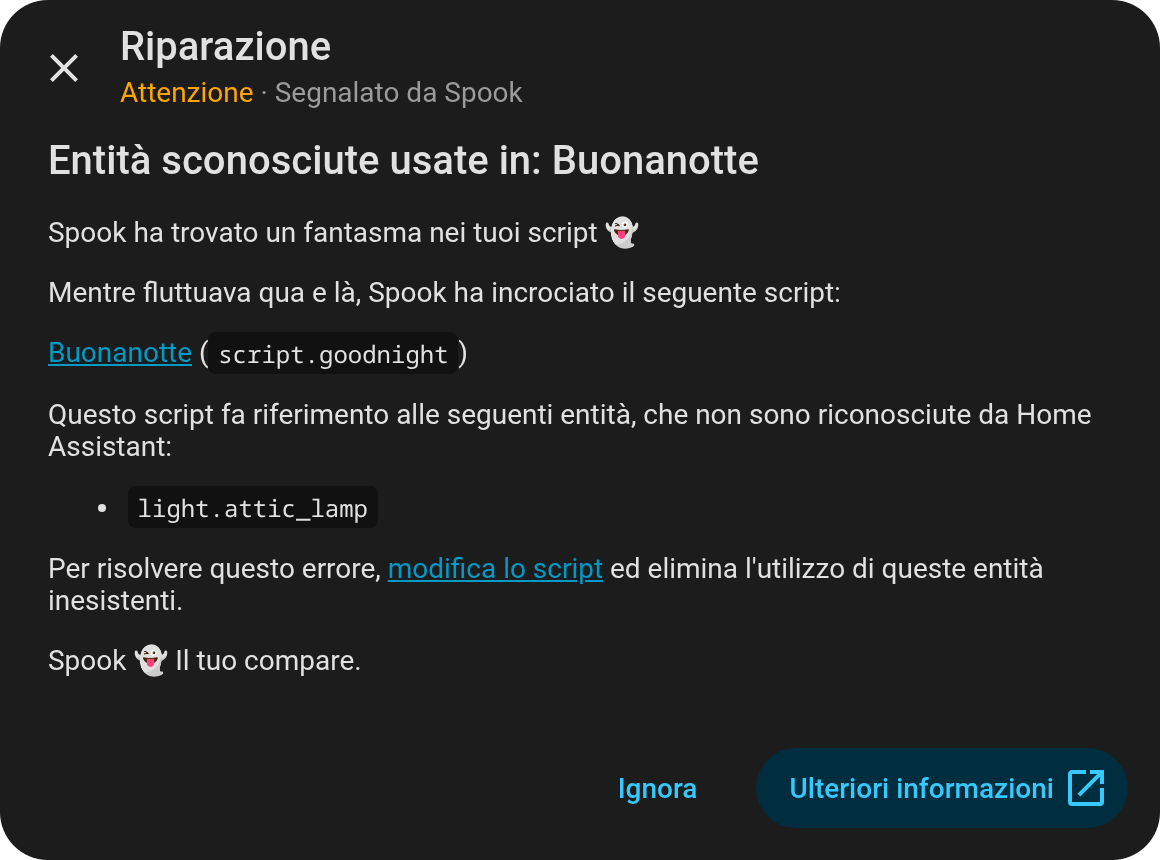 Riparazione
Attenzione · Segnalato da Spook
Entità sconosciute usate in: Buonanotte
Spook ha trovato un fantasma nei tuoi script 👻
Mentre fluttuava qua e là, Spook ha incrociato il seguente script:
Buonanotte (script.goodnight)
Questo script fa riferimento alle seguenti entità, che non sono riconosciute da Home
Assistant:
• light.attic_lamp
Per risolvere questo errore, modifica lo script ed elimina l'utilizzo di queste entità
inesistenti.
Spook 👻 Il tuo compare.
Ignora
Ulteriori informazioni